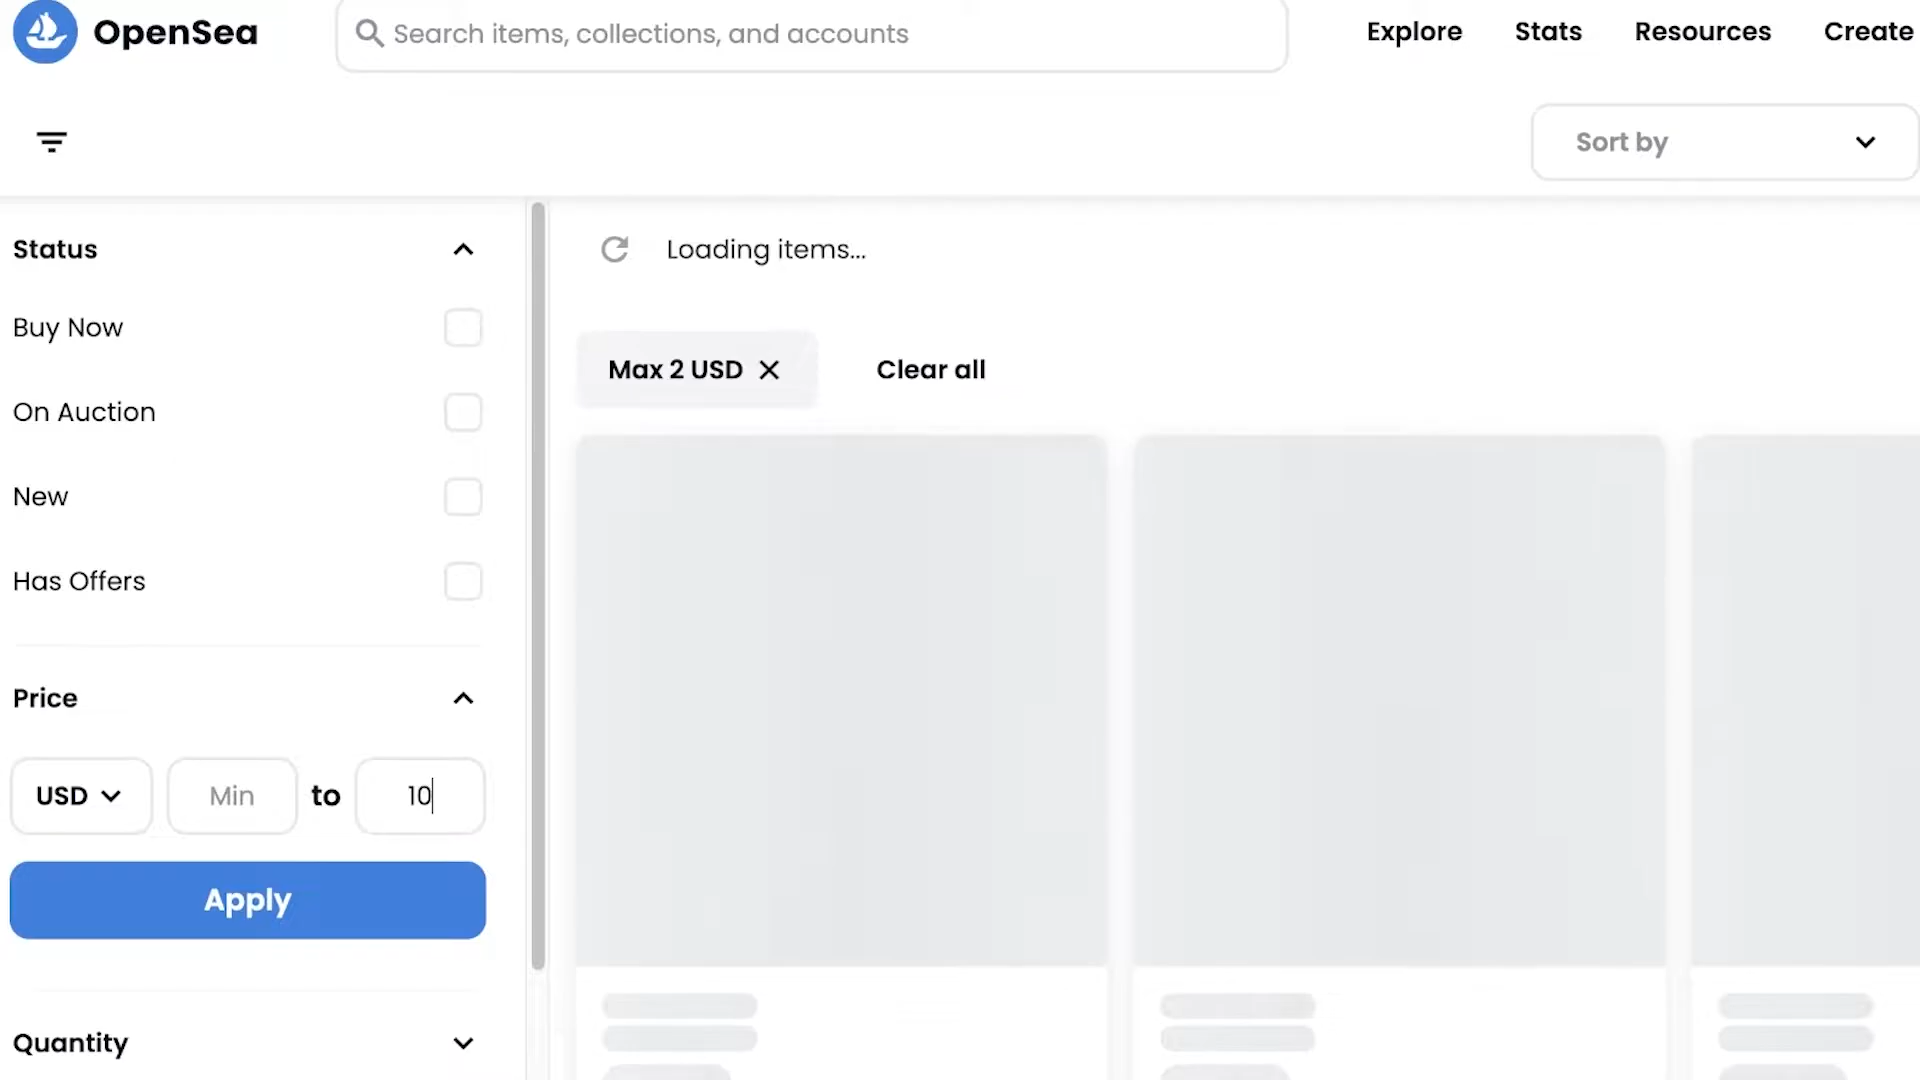 OpenSea
Search items, collections, and accounts
Explore
Stats
Resources
Create
Sort by
Status
Loading items...
Buy Now
Max 2 USD
Clear all
On Auction
New
Has Offers
Price
USD
Min
to
10
Apply
Quantity